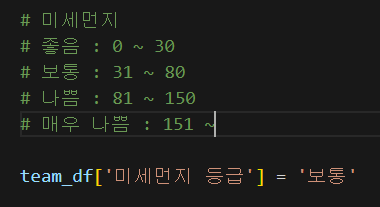 # 미세먼지
# 좋음 : 0 ~ 30
# 보통 : 31 ~ 80
# 나쁨 : 81 ~ 150
# 매우 나쁨 : 151 ~
team_df['미세먼지 등급'] = '보통'